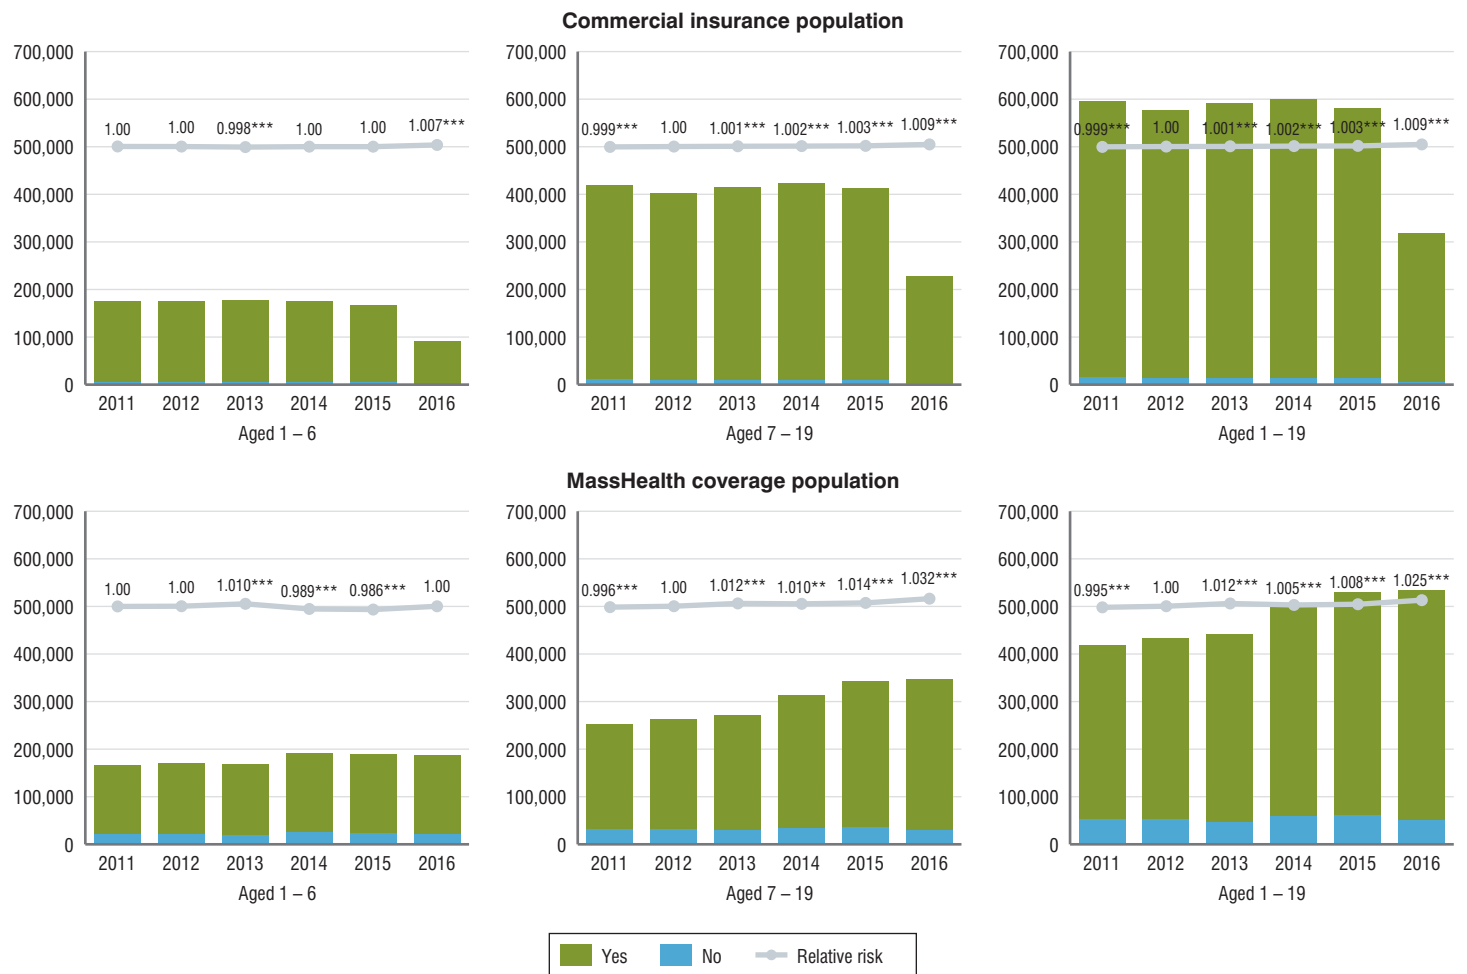 Commercial insurance population
700,000
600,000
500,000
400,000
300,000
200,000
100,000
0
1.00 1.00 0.998*** 1.00 1.00 1.007***
2011 2012 2013 2014 2015 2016
Aged 1 – 6
700,000
600,000
500,000
400,000
300,000
200,000
100,000
0
0.999*** 1.00 1.001*** 1.002*** 1.003*** 1.009***
2011 2012 2013 2014 2015 2016
Aged 7 – 19
700,000
600,000
500,000
400,000
300,000
200,000
100,000
0
0.999*** 1.00 1.001*** 1.002*** 1.003*** 1.009***
2011 2012 2013 2014 2015 2016
Aged 1 – 19
MassHealth coverage population
700,000
600,000
500,000
400,000
300,000
200,000
100,000
0
1.00 1.00 1.010*** 0.989*** 0.986*** 1.00
2011 2012 2013 2014 2015 2016
Aged 1 – 6
700,000
600,000
500,000
400,000
300,000
200,000
100,000
0
0.996*** 1.00 1.012*** 1.010** 1.014*** 1.032***
2011 2012 2013 2014 2015 2016
Aged 7 – 19
700,000
600,000
500,000
400,000
300,000
200,000
100,000
0
0.995*** 1.00 1.012*** 1.005*** 1.008*** 1.025***
2011 2012 2013 2014 2015 2016
Aged 1 – 19
Yes No Relative risk